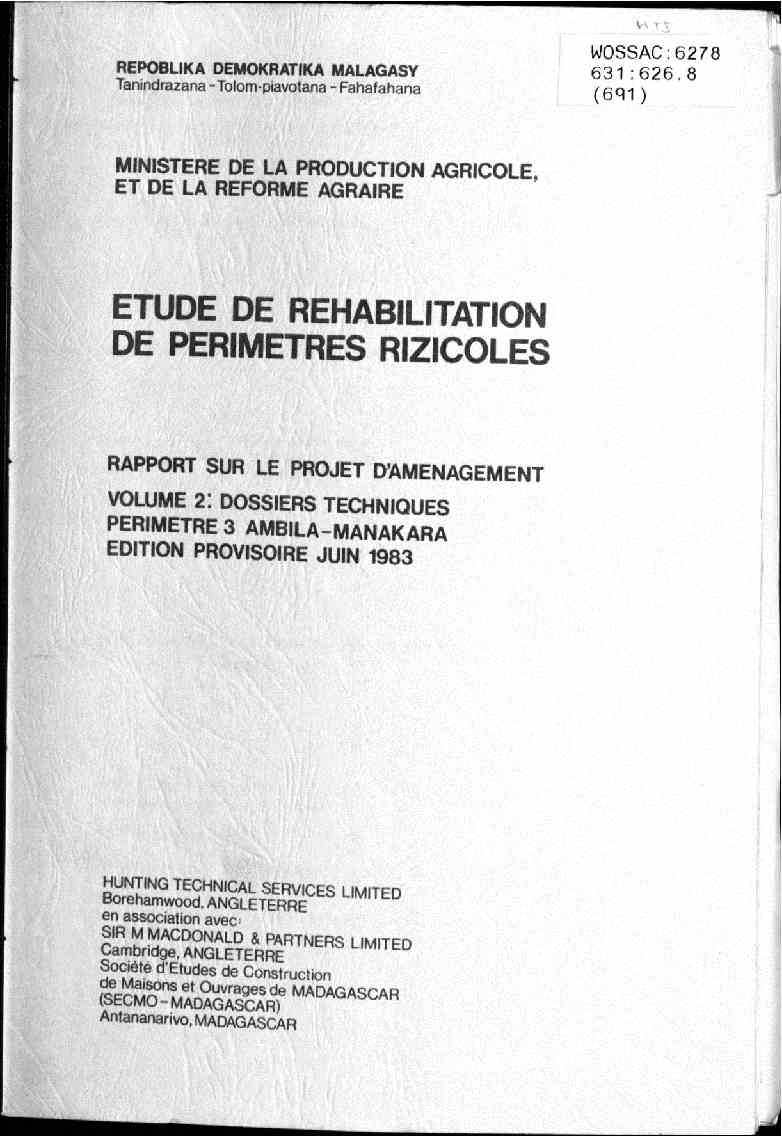 HTS
WOSSAC:6278
631:626.8
(691)
REPOBLIKA DEMOKRATIKA MALAGASY
Tanindrazana - Tolom-piavotana - Fahafahana
MINISTERE DE LA PRODUCTION AGRICOLE,
ET DE LA REFORME AGRAIRE
ETUDE DE REHABILITATION
DE PERIMETRES RIZICOLES
RAPPORT SUR LE PROJET D'AMENAGEMENT
VOLUME 2: DOSSIERS TECHNIQUES
PERIMETRE 3 AMBILA-MANAKARA
EDITION PROVISOIRE JUIN 1983
HUNTING TECHNICAL SERVICES LIMITED
Borehamwood, ANGLETERRE
en association avec:
SIR M MACDONALD & PARTNERS LIMITED
Cambridge, ANGLETERRE
Société d'Etudes de Construction
de Maisons et Ouvrages de MADAGASCAR
(SECMO-MADAGASCAR)
Antananarivo, MADAGASCAR